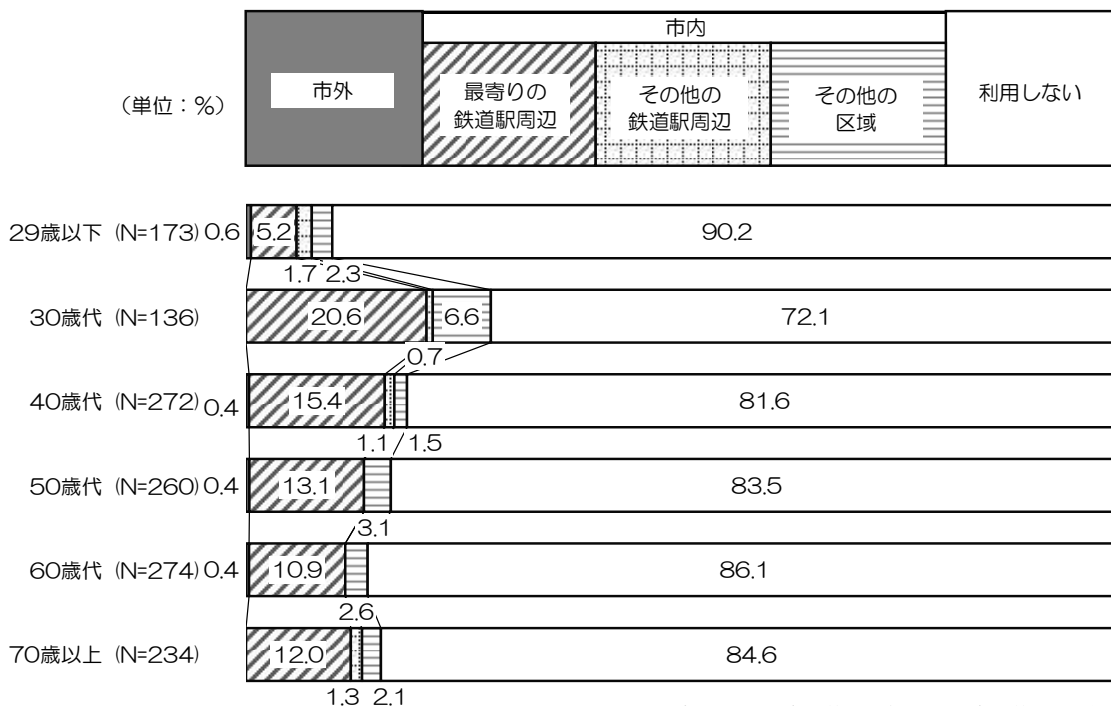 市内
市外
最寄りの
鉄道駅周辺
その他の
鉄道駅周辺
その他の
区域
利用しない
（単位：%）
29歳以下 (N=173) 0.6 5.2 90.2
1.7 2.3
30歳代 (N=136) 20.6 6.6 72.1
0.7
40歳代 (N=272) 0.4 15.4 81.6
1.1 1.5
50歳代 (N=260) 0.4 13.1 83.5
3.1
60歳代 (N=274) 0.4 10.9 86.1
2.6
70歳以上 (N=234) 12.0 84.6
1.3 2.1